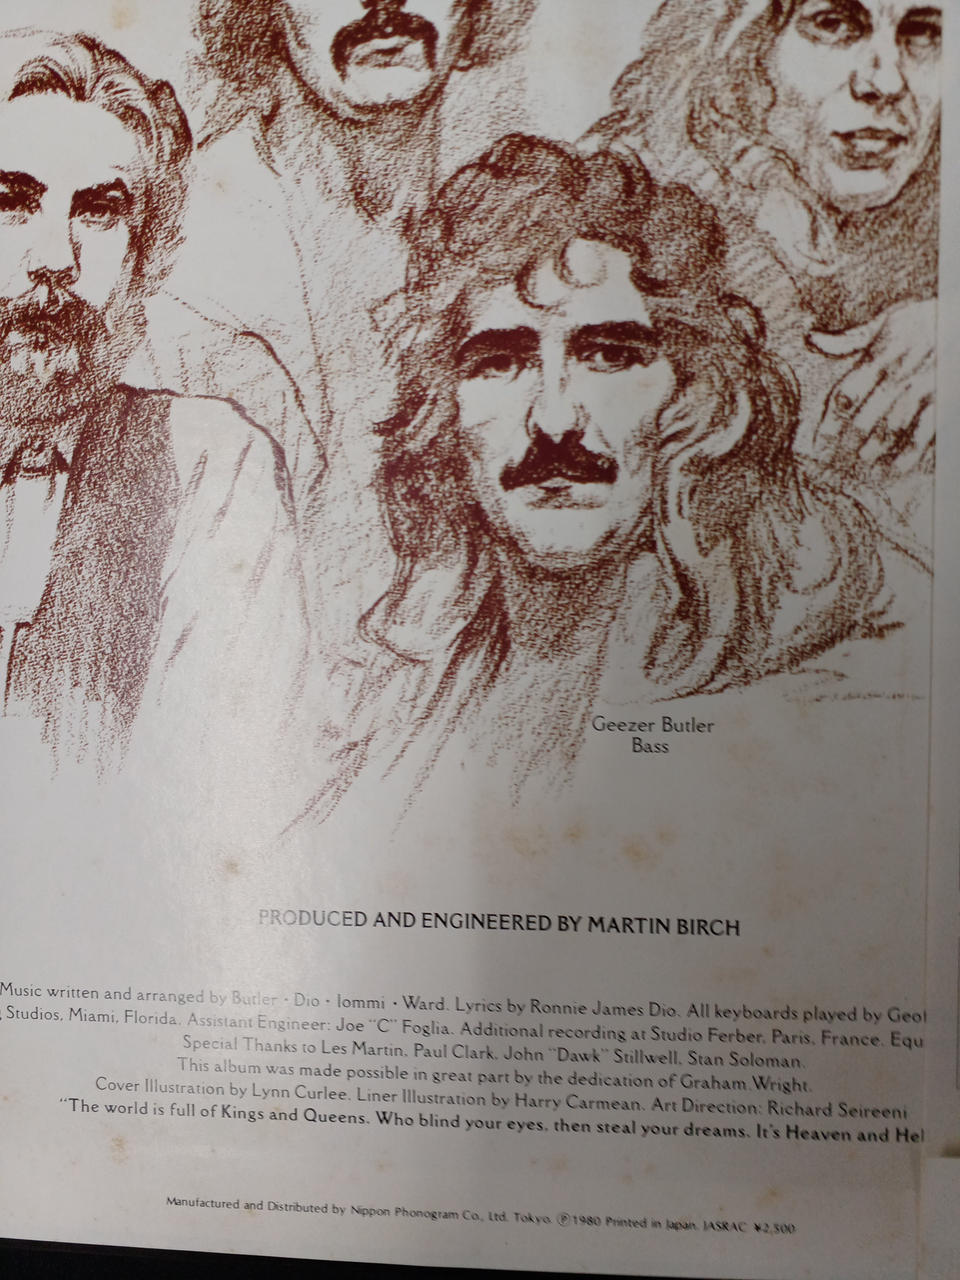 Geezer Butler
Bass
PRODUCED AND ENGINEERED BY MARTIN BIRCH
Music written and arranged by Butler · Dio · Iommi · Ward. Lyrics by Ronnie James Dio. All keyboards played by Geof
Studios, Miami, Florida. Assistant Engineer: Joe “C” Foglia. Additional recording at Studio Ferber, Paris, France. Equ
Special Thanks to Les Martin, Paul Clark, John “Dawk” Stillwell, Stan Soloman.
This album was made possible in great part by the dedication of Graham Wright.
Cover Illustration by Lynn Curlee. Liner Illustration by Harry Carmean. Art Direction: Richard Seireeni
“The world is full of Kings and Queens. Who blind your eyes, then steal your dreams. It’s Heaven and Hel
Manufactured and Distributed by Nippon Phonogram Co., Ltd. Tokyo. Ⓟ1980 Printed in Japan. JASRAC ¥2,500